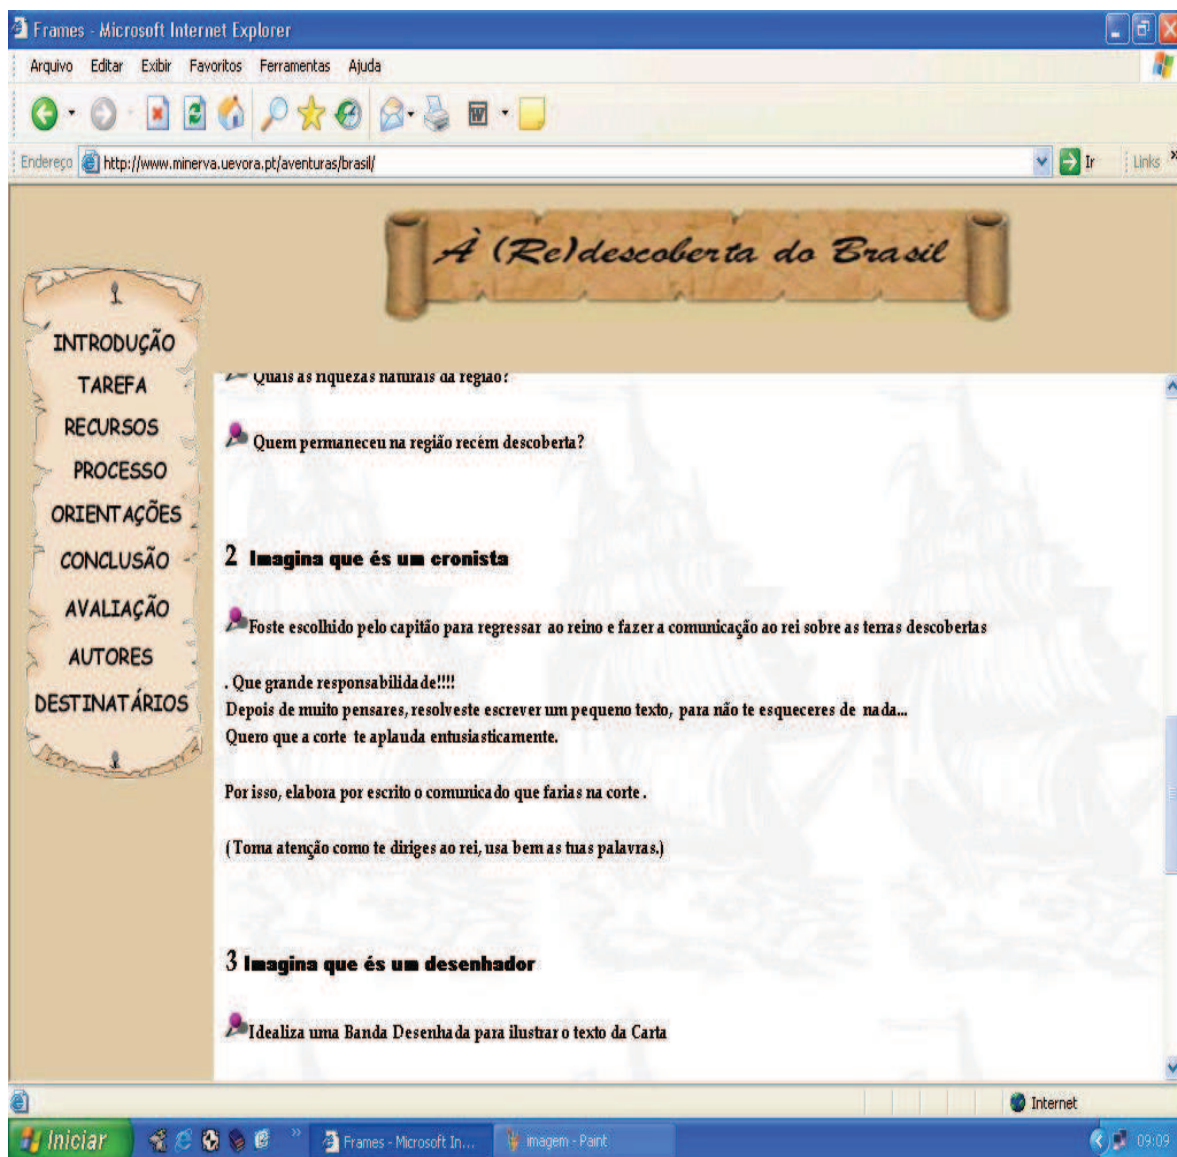 Frames - Microsoft Internet Explorer
Arquivo Editar Exibir Favoritos Ferramentas Ajuda
Endereço http://www.minerva.uevora.pt/aventuras/brasil/ Ir Links »
À (Re)descoberta do Brasil
INTRODUÇÃO
TAREFA
RECURSOS
PROCESSO
ORIENTAÇÕES
CONCLUSÃO
AVALIAÇÃO
AUTORES
DESTINATÁRIOS
Quais as riquezas naturais da região?
Quem permaneceu na região recém descoberta?
2 Imagina que és um cronista
Foste escolhido pelo capitão para regressar ao reino e fazer a comunicação ao rei sobre as terras descobertas
. Que grande responsabilidade!!!!
Depois de muito pensares, resolveste escrever um pequeno texto, para não te esqueceres de nada...
Quero que a corte te aplauda entusiasticamente.
Por isso, elabora por escrito o comunicado que farias na corte .
(Toma atenção como te diriges ao rei, usa bem as tuas palavras.)
3 Imagina que és um desenhador
Idealiza uma Banda Desenhada para ilustrar o texto da Carta
Internet
Iniciar » Frames - Microsoft In... imagem - Paint 09:09